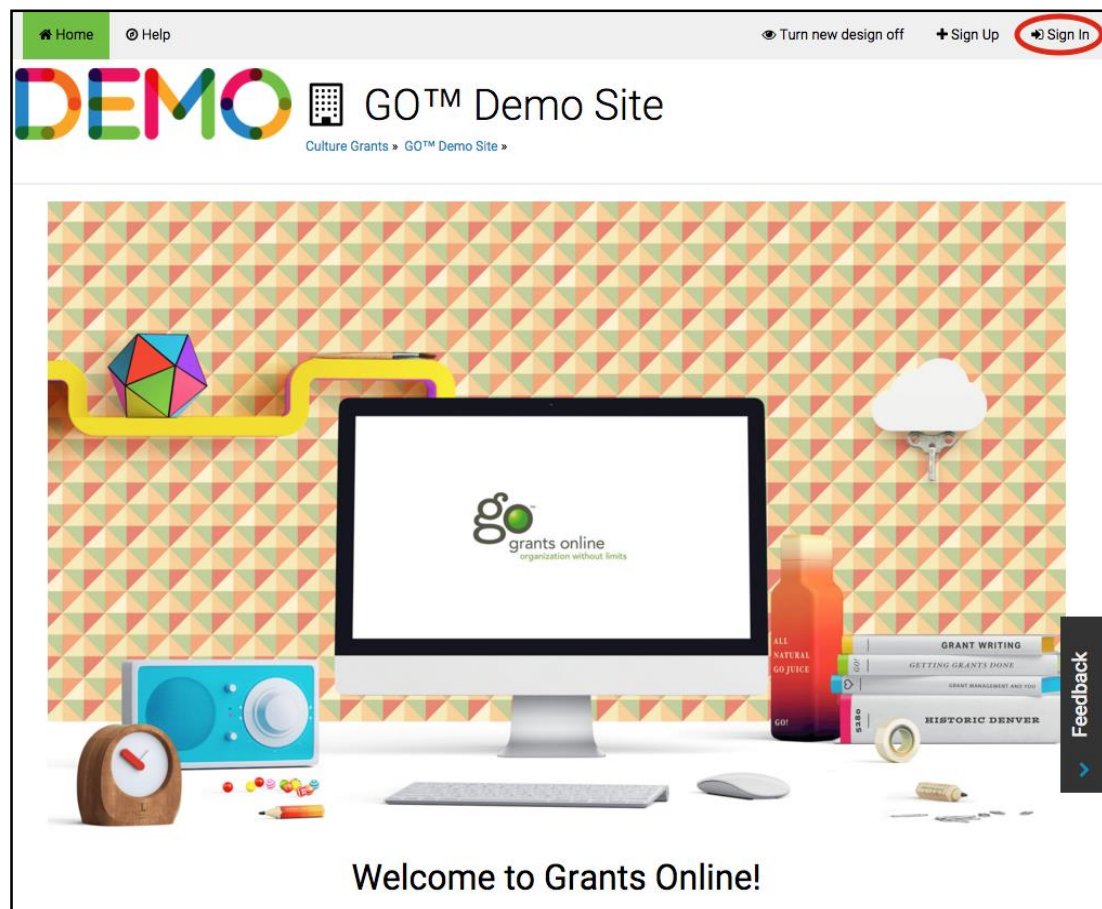 Home Help Turn new design off Sign Up Sign In
DEMO
GO™ Demo Site
Culture Grants » GO™ Demo Site »
go™
grants online
organization without limits
ALL
NATURAL
GO JUICE
GO!
GRANT WRITING
GO! GETTING GRANTS DONE
GRANT MANAGEMENT AND YOU
5280 HISTORIC DENVER
Feedback
L
Welcome to Grants Online!